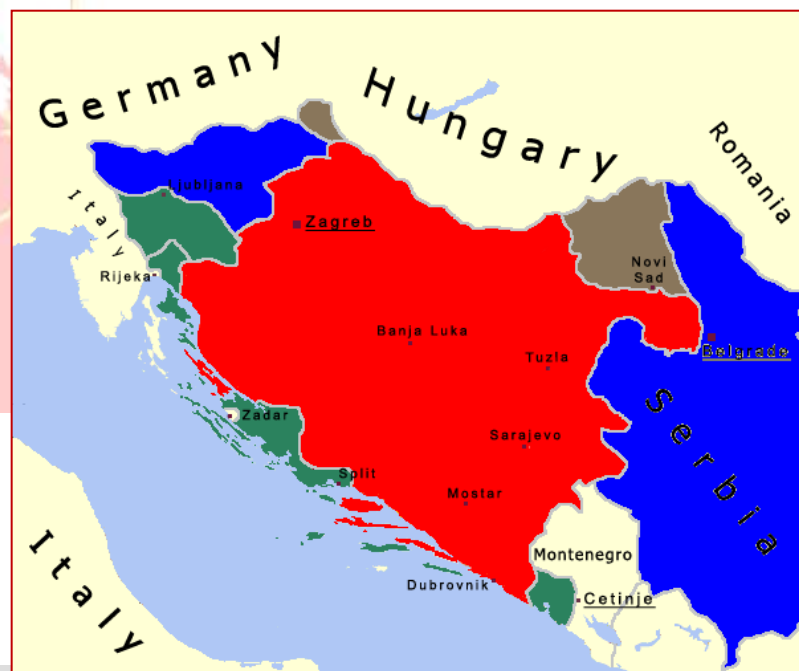 Germany
Hungary
Romania
Ljubljana
Italy
Zagreb
Rijeka
Novi
Sad
Banja Luka
Tuzla
Belgrade
Serbia
Zadar
Sarajevo
Split
Mostar
Italy
Montenegro
Dubrovnik
Cetinje